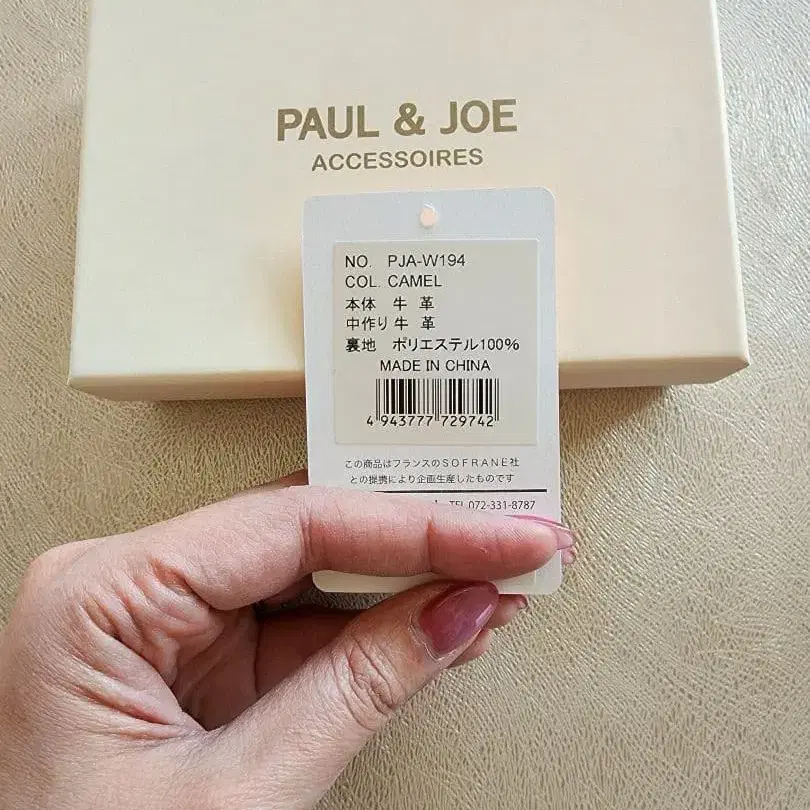 PAUL & JOE
ACCESSOIRES
NO. PJA-W194
COL. CAMEL
本体 牛 革
中作り 牛 革
裏地 ポリエステル100%
MADE IN CHINA
4 943777 729742
この商品はフランスのSOFRANE社
との提携により企画生産したものです
TEL.072-331-8787